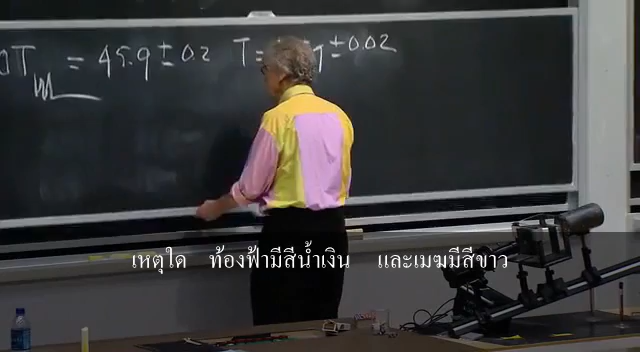 0T = 45.9 ± 0.2 T= ±0.02
เหตุใด ท้องฟ้ามีสีน้ำเงิน และเมฆมีสีขาว